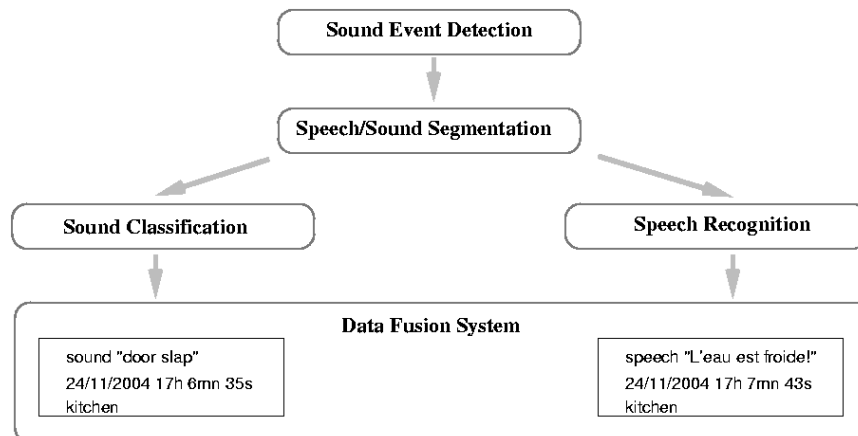 Sound Event Detection
Speech/Sound Segmentation
Sound Classification
Speech Recognition
Data Fusion System
sound "door slap"
24/11/2004 17h 6mn 35s
kitchen
speech "L'eau est froide!"
24/11/2004 17h 7mn 43s
kitchen